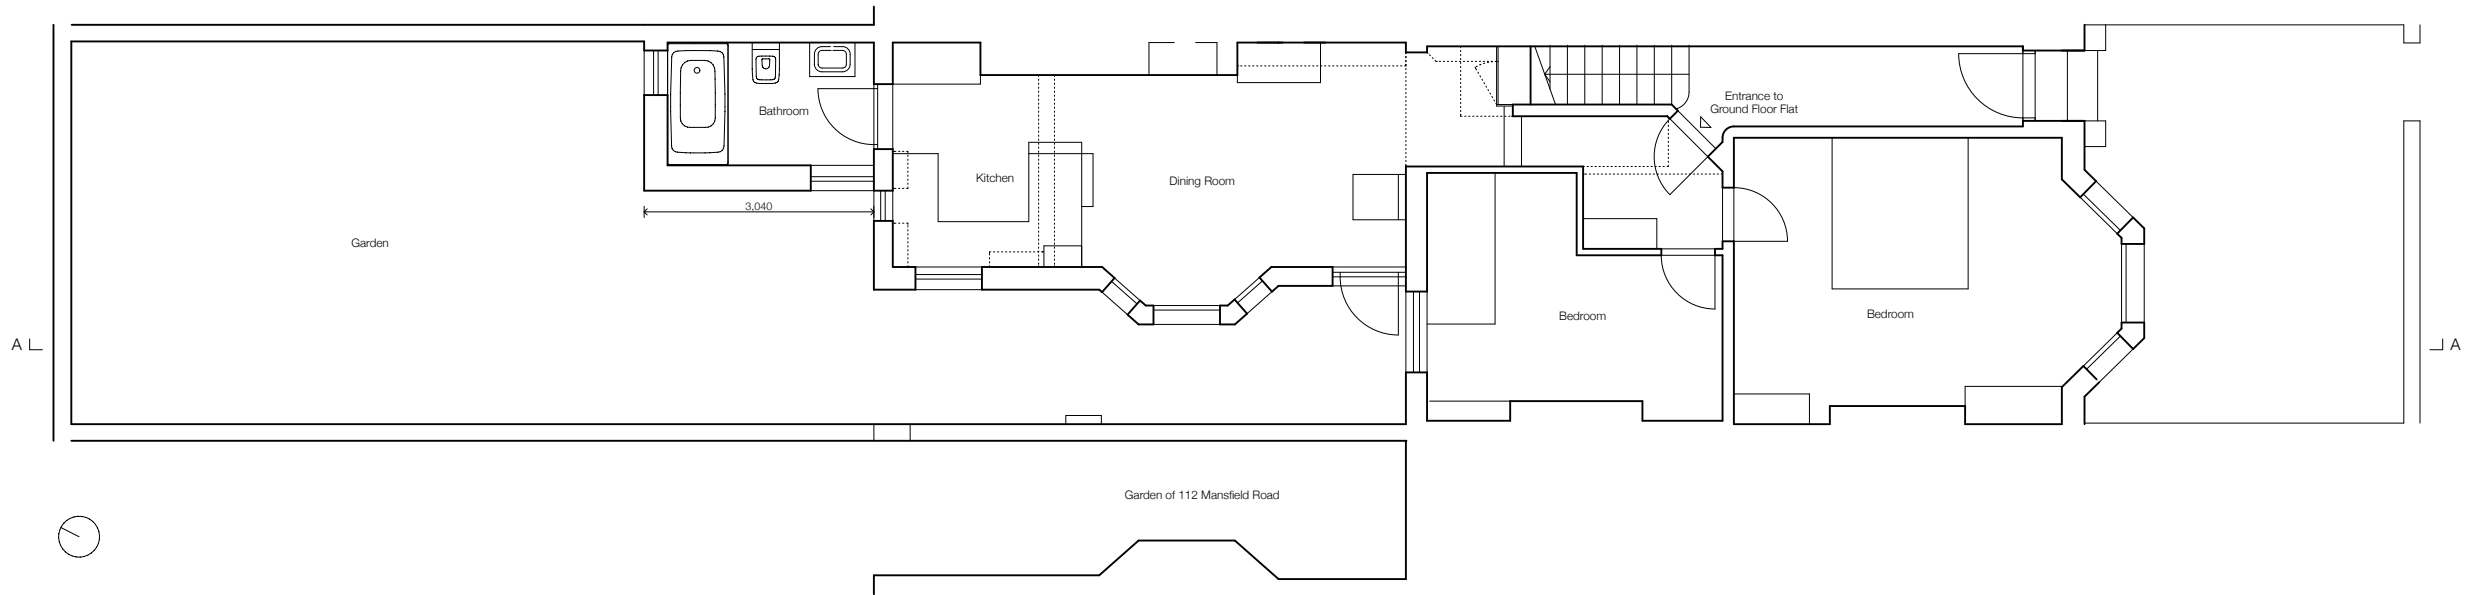 Bathroom
Entrance to
Ground Floor Flat
Kitchen
Dining Room
3,040
Garden
Bedroom
Bedroom
A
A
Garden of 112 Mansfield Road